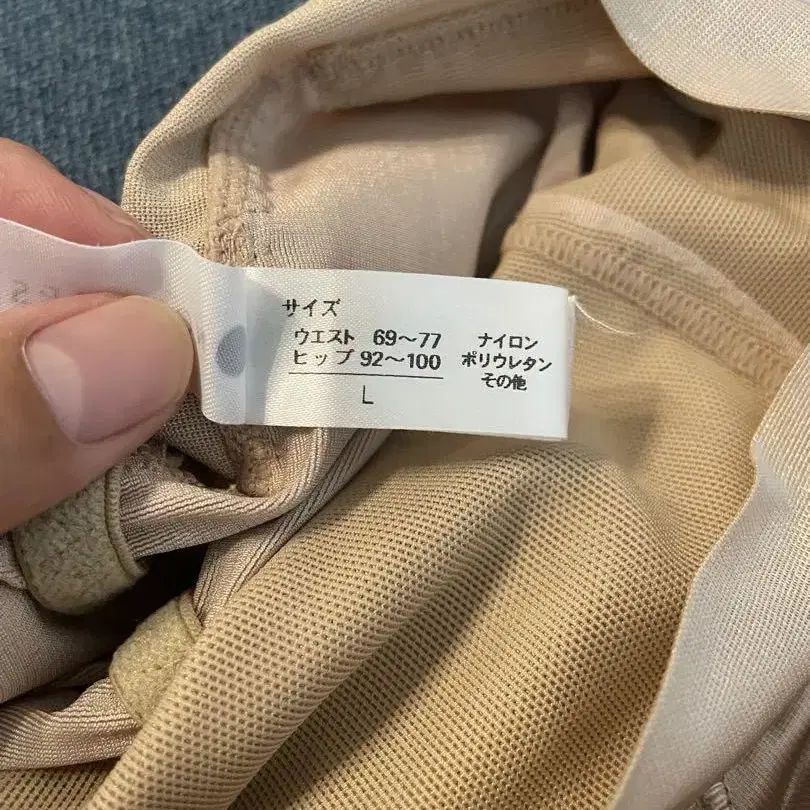 サイズ
ウエスト 69～77
ヒップ 92～100
L
ナイロン
ポリウレタン
その他